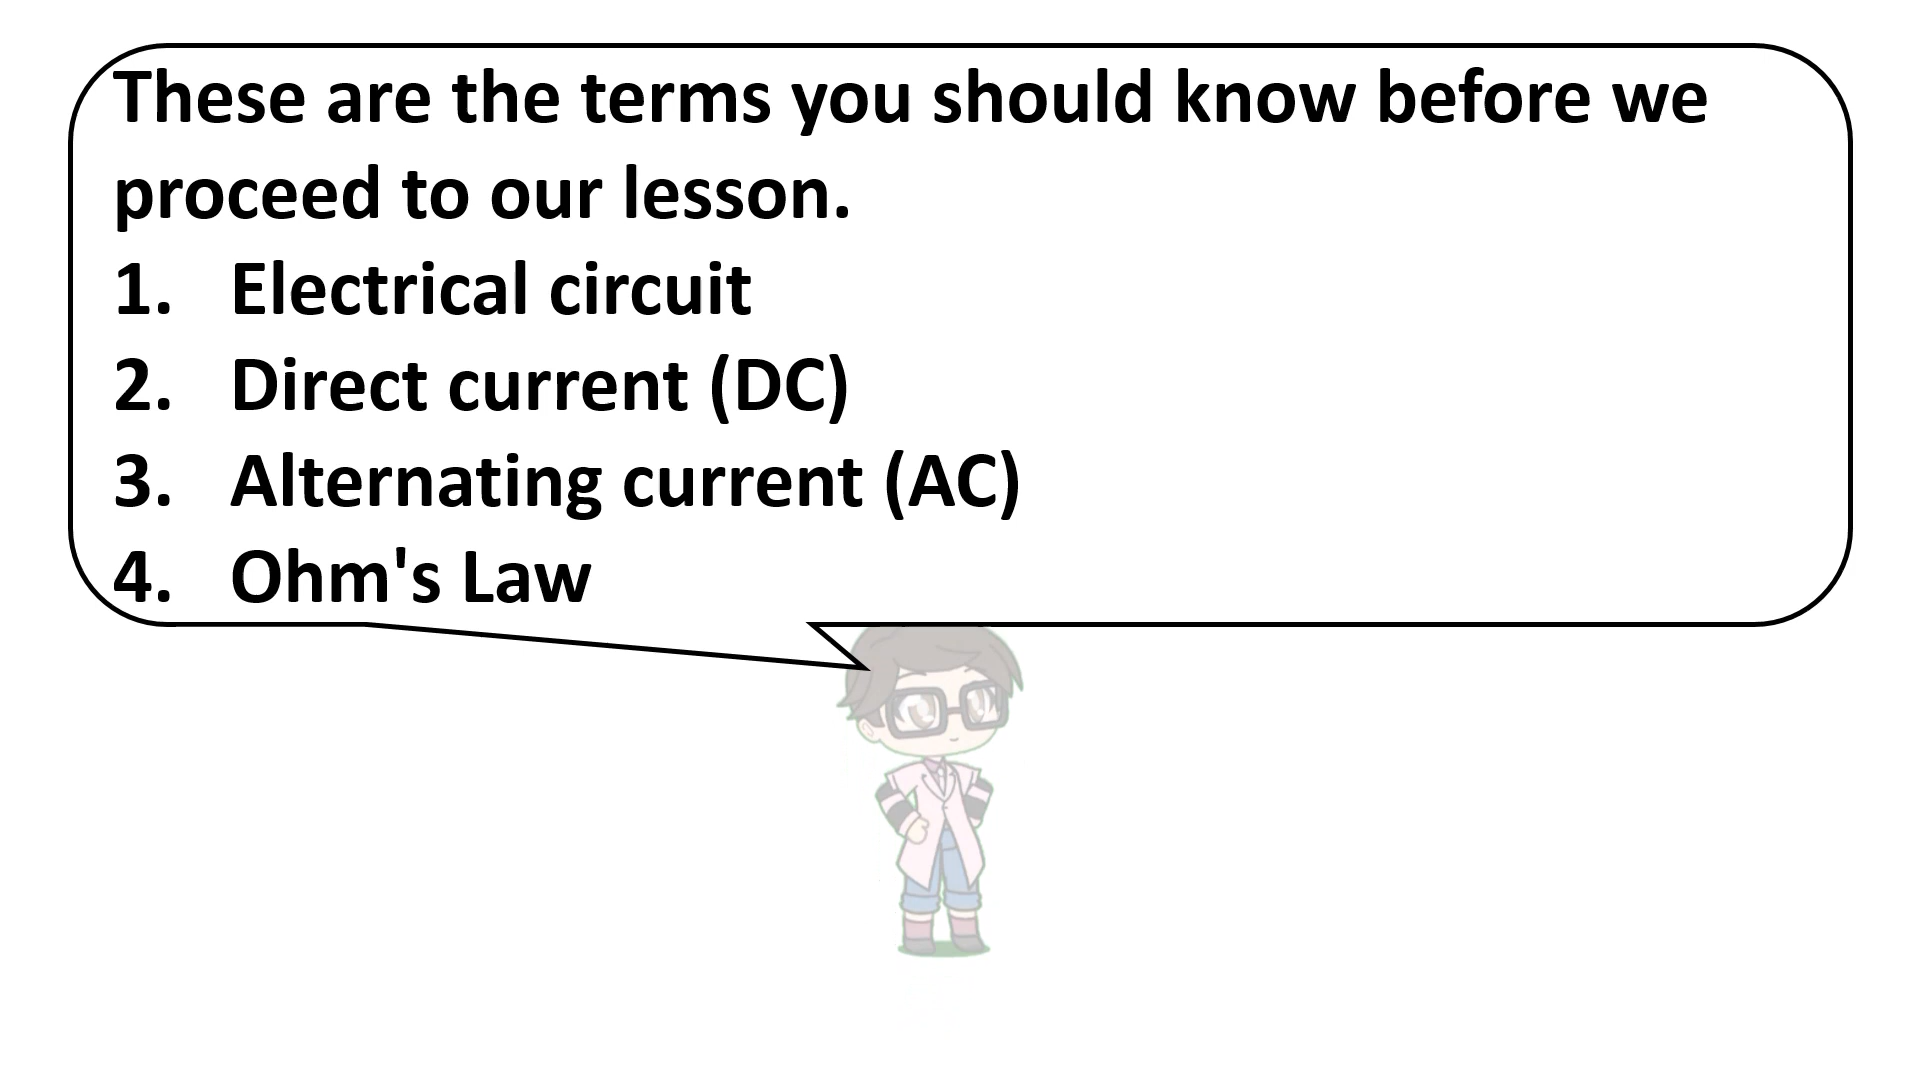 These are the terms you should know before we
proceed to our lesson.
1. Electrical circuit
2. Direct current (DC)
3. Alternating current (AC)
4. Ohm's Law